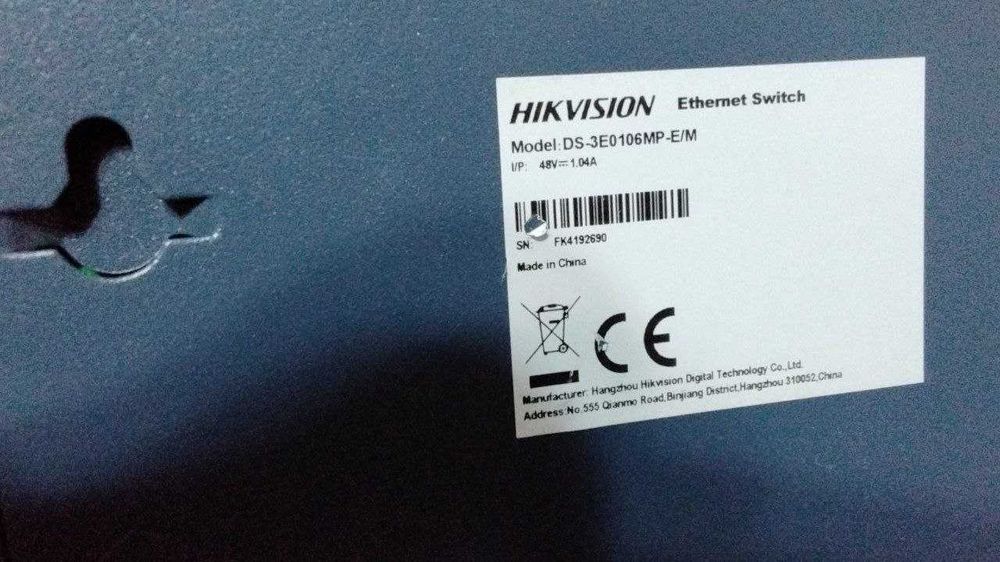 HIKVISION Ethernet Switch
Model:DS-3E0106MP-E/M
I/P: 48V⎓1.04A
SN: FK4192690
Made in China
CE
Manufacturer: Hangzhou Hikvision Digital Technology Co.,Ltd.
Address:No.555 Qianmo Road,Binjiang District,Hangzhou 310052,China